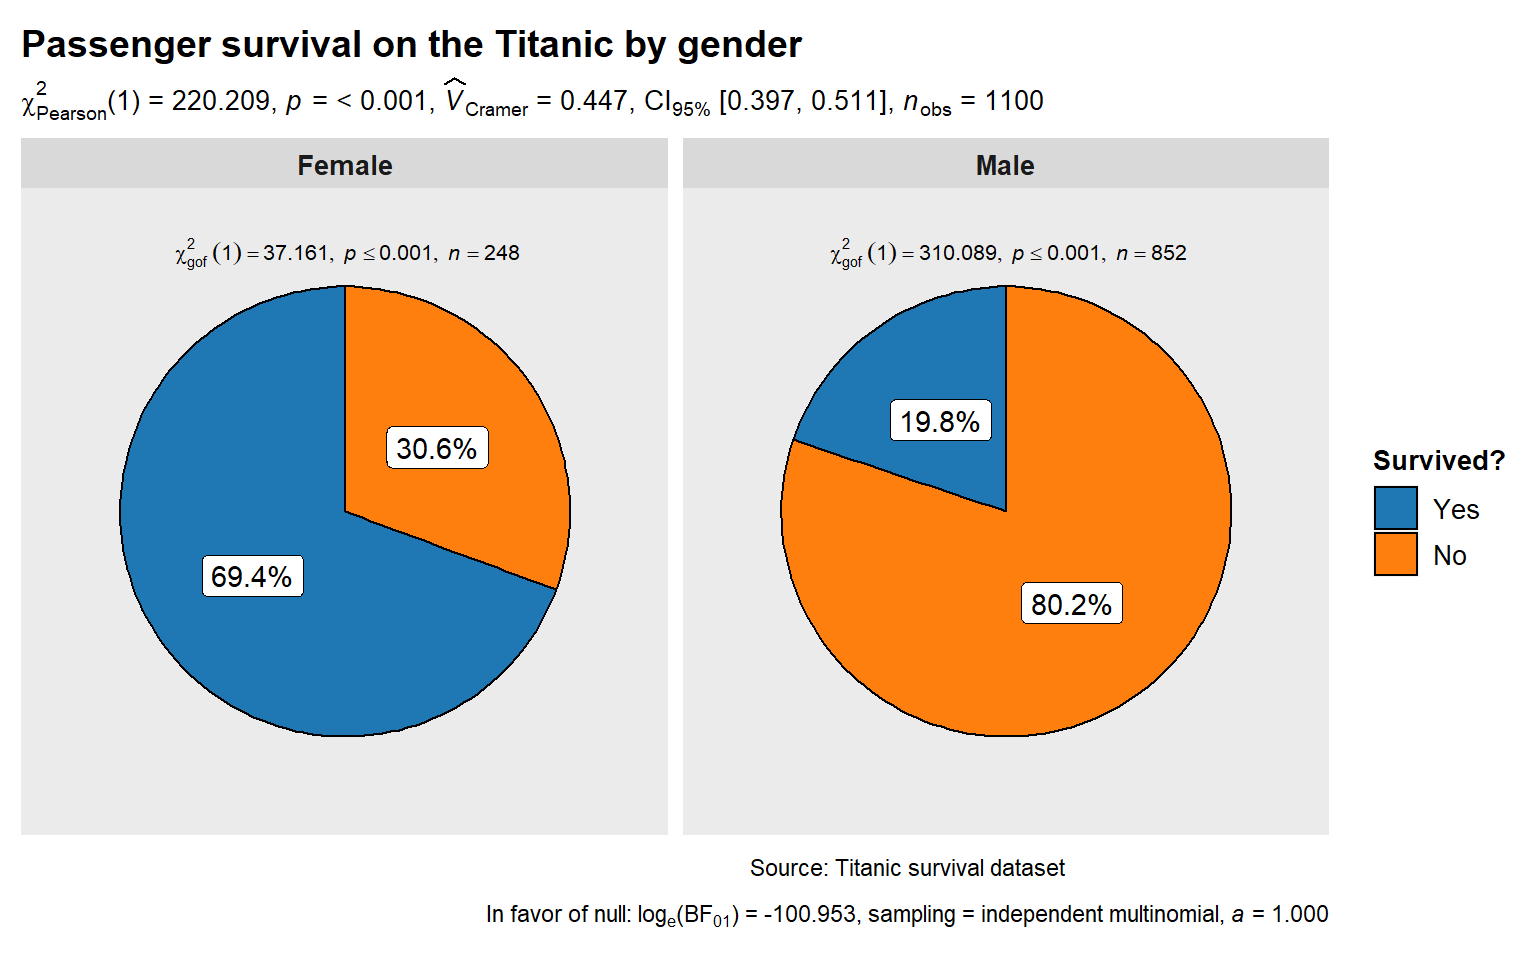 Passenger survival on the Titanic by gender
χ²Pearson(1) = 220.209, p = < 0.001, V̂Cramer = 0.447, CI95% [0.397, 0.511], nobs = 1100
Female
χ²gof (1) = 37.161, p ≤ 0.001, n = 248
30.6%
69.4%
Male
χ²gof (1) = 310.089, p ≤ 0.001, n = 852
19.8%
80.2%
Survived?
Yes
No
Source: Titanic survival dataset
In favor of null: loge(BF01) = -100.953, sampling = independent multinomial, a = 1.000